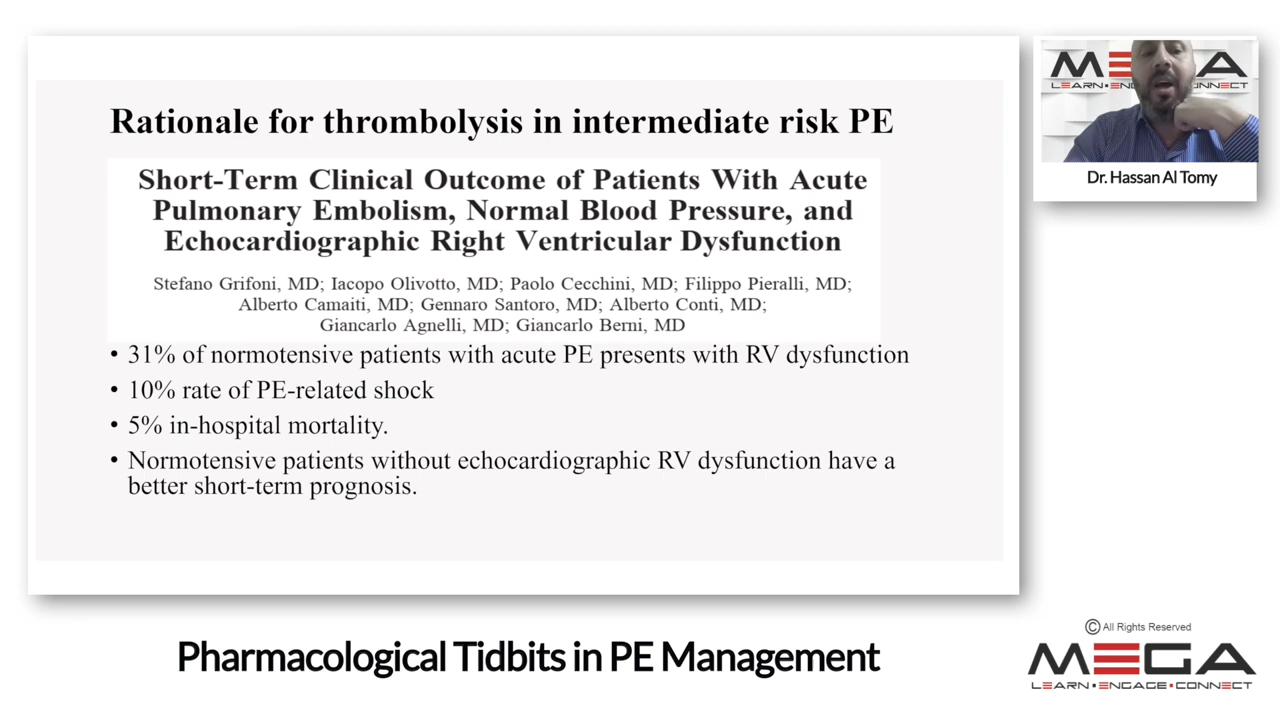 Rationale for thrombolysis in intermediate risk PE
Short-Term Clinical Outcome of Patients With Acute
Pulmonary Embolism, Normal Blood Pressure, and
Echocardiographic Right Ventricular Dysfunction
Stefano Grifoni, MD; Iacopo Olivotto, MD; Paolo Cecchini, MD; Filippo Pieralli, MD;
Alberto Camaiti, MD; Gennaro Santoro, MD; Alberto Conti, MD;
Giancarlo Agnelli, MD; Giancarlo Berni, MD
• 31% of normotensive patients with acute PE presents with RV dysfunction
• 10% rate of PE-related shock
• 5% in-hospital mortality.
• Normotensive patients without echocardiographic RV dysfunction have a
better short-term prognosis.
Dr. Hassan Al Tomy
Pharmacological Tidbits in PE Management
© All Rights Reserved
MEGA
LEARN•ENGAGE•CONNECT